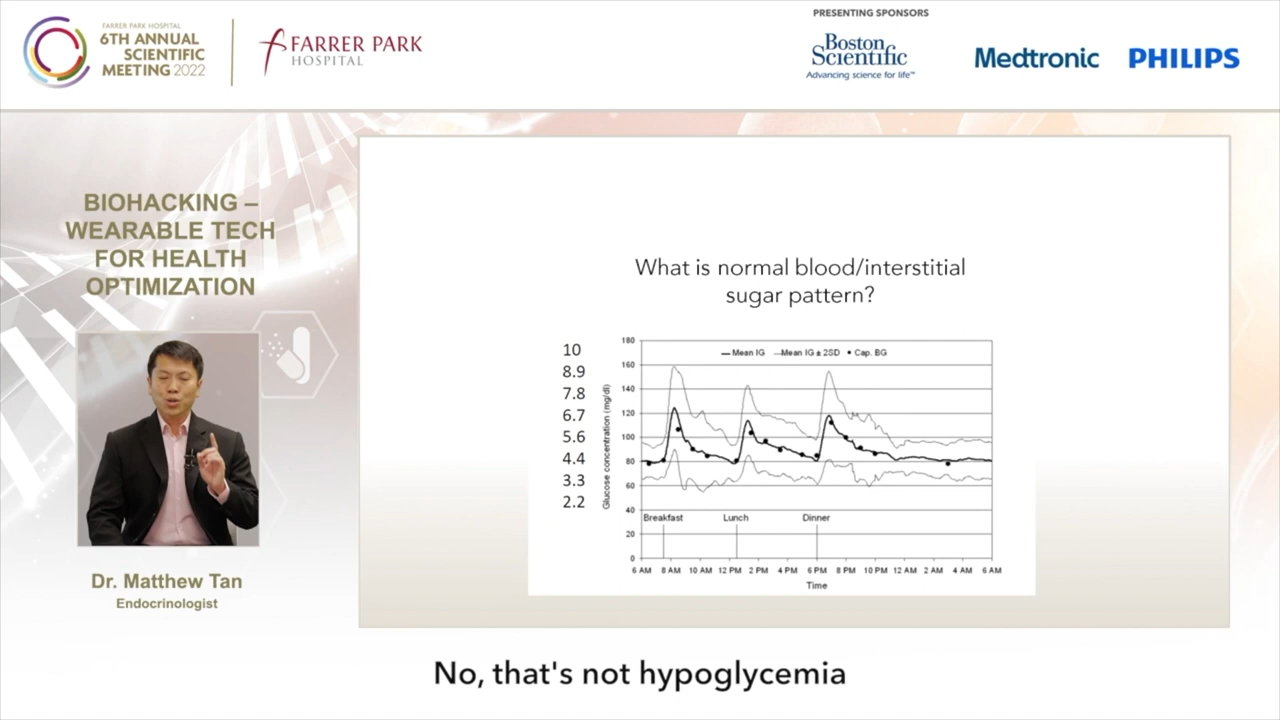 FARRER PARK HOSPITAL
6TH ANNUAL
SCIENTIFIC
MEETING 2022
FARRER PARK
HOSPITAL
PRESENTING SPONSORS
Boston
Scientific
Advancing science for life™
Medtronic
PHILIPS
BIOHACKING –
WEARABLE TECH
FOR HEALTH
OPTIMIZATION
Dr. Matthew Tan
Endocrinologist
What is normal blood/interstitial
sugar pattern?
10
8.9
7.8
6.7
5.6
4.4
3.3
2.2
Glucose concentration (mg/dl)
180
160
140
120
100
80
60
40
20
0
Mean IG
Mean IG ± 2SD
Cap. BG
Breakfast
Lunch
Dinner
6 AM 8 AM 10 AM 12 PM 2 PM 4 PM 6 PM 8 PM 10 PM 12 AM 2 AM 4 AM 6 AM
Time
No, that's not hypoglycemia